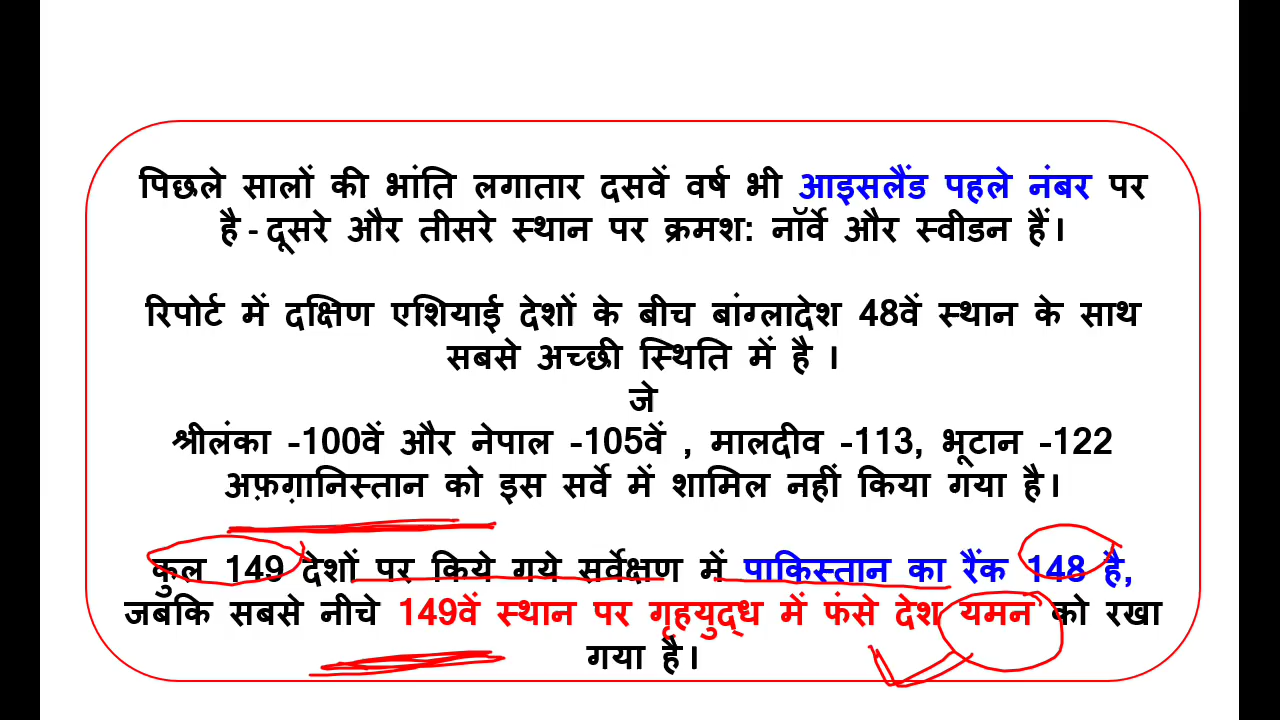 पिछले सालों की भांति लगातार दसवें वर्ष भी आइसलैंड पहले नंबर पर
है - दूसरे और तीसरे स्थान पर क्रमश: नॉर्वे और स्वीडन हैं।
रिपोर्ट में दक्षिण एशियाई देशों के बीच बांग्लादेश 48वें स्थान के साथ
सबसे अच्छी स्थिति में है ।
जे
श्रीलंका -100वें और नेपाल -105वें , मालदीव -113, भूटान -122
अफ़ग़ानिस्तान को इस सर्वे में शामिल नहीं किया गया है।
कुल 149 देशों पर किये गये सर्वेक्षण में पाकिस्तान का रैंक 148 है,
जबकि सबसे नीचे 149वें स्थान पर गृहयुद्ध में फंसे देश यमन को रखा
गया है।